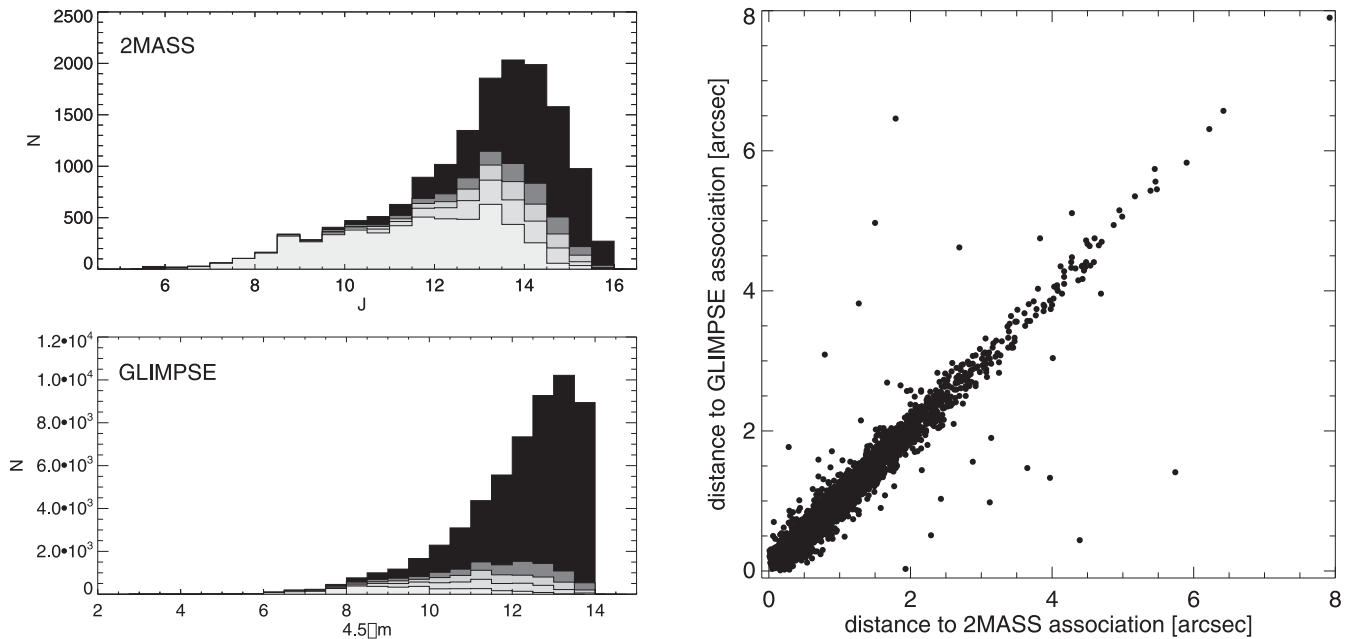 2500
2000
1500
1000
500
0
N
2MASS
6 8 10 12 14 16
J
1.2•10⁴
1.0•10⁴
8.0•10³
6.0•10³
4.0•10³
2.0•10³
0
N
GLIMPSE
2 4 6 8 10 12 14
4.5▯m
8
6
4
2
0
distance to GLIMPSE association [arcsec]
0 2 4 6 8
distance to 2MASS association [arcsec]